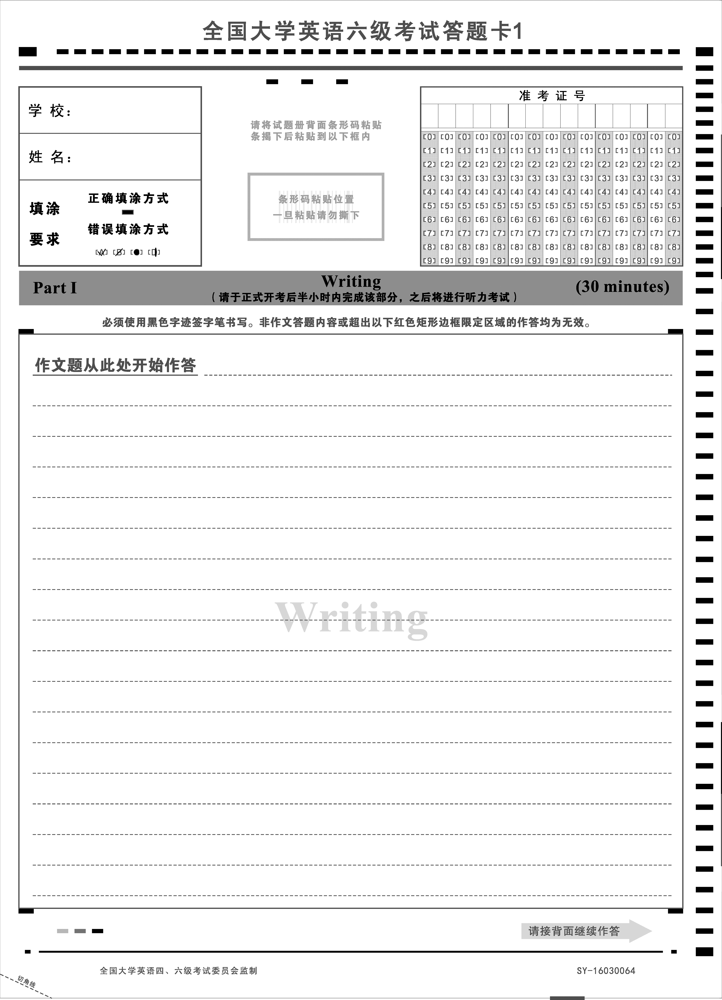 全国大学英语六级考试答题卡1
学 校：
姓 名：
填涂
要求
正确填涂方式
错误填涂方式
[A] [B] [●] [D]
请将试题册背面条形码粘贴
条揭下后粘贴到以下框内
条形码粘贴位置
一旦粘贴请勿撕下
准 考 证 号
[0] [0] [0] [0] [0] [0] [0] [0] [0] [0] [0] [0] [0] [0] [0]
[1] [1] [1] [1] [1] [1] [1] [1] [1] [1] [1] [1] [1] [1] [1]
[2] [2] [2] [2] [2] [2] [2] [2] [2] [2] [2] [2] [2] [2] [2]
[3] [3] [3] [3] [3] [3] [3] [3] [3] [3] [3] [3] [3] [3] [3]
[4] [4] [4] [4] [4] [4] [4] [4] [4] [4] [4] [4] [4] [4] [4]
[5] [5] [5] [5] [5] [5] [5] [5] [5] [5] [5] [5] [5] [5] [5]
[6] [6] [6] [6] [6] [6] [6] [6] [6] [6] [6] [6] [6] [6] [6]
[7] [7] [7] [7] [7] [7] [7] [7] [7] [7] [7] [7] [7] [7] [7]
[8] [8] [8] [8] [8] [8] [8] [8] [8] [8] [8] [8] [8] [8] [8]
[9] [9] [9] [9] [9] [9] [9] [9] [9] [9] [9] [9] [9] [9] [9]
Part I Writing (30 minutes)
（请于正式开考后半小时内完成该部分，之后将进行听力考试）
必须使用黑色字迹签字笔书写。非作文答题内容或超出以下红色矩形边框限定区域的作答均为无效。
作文题从此处开始作答
Writing
请接背面继续作答
全国大学英语四、六级考试委员会监制
SY-16030064
切角线